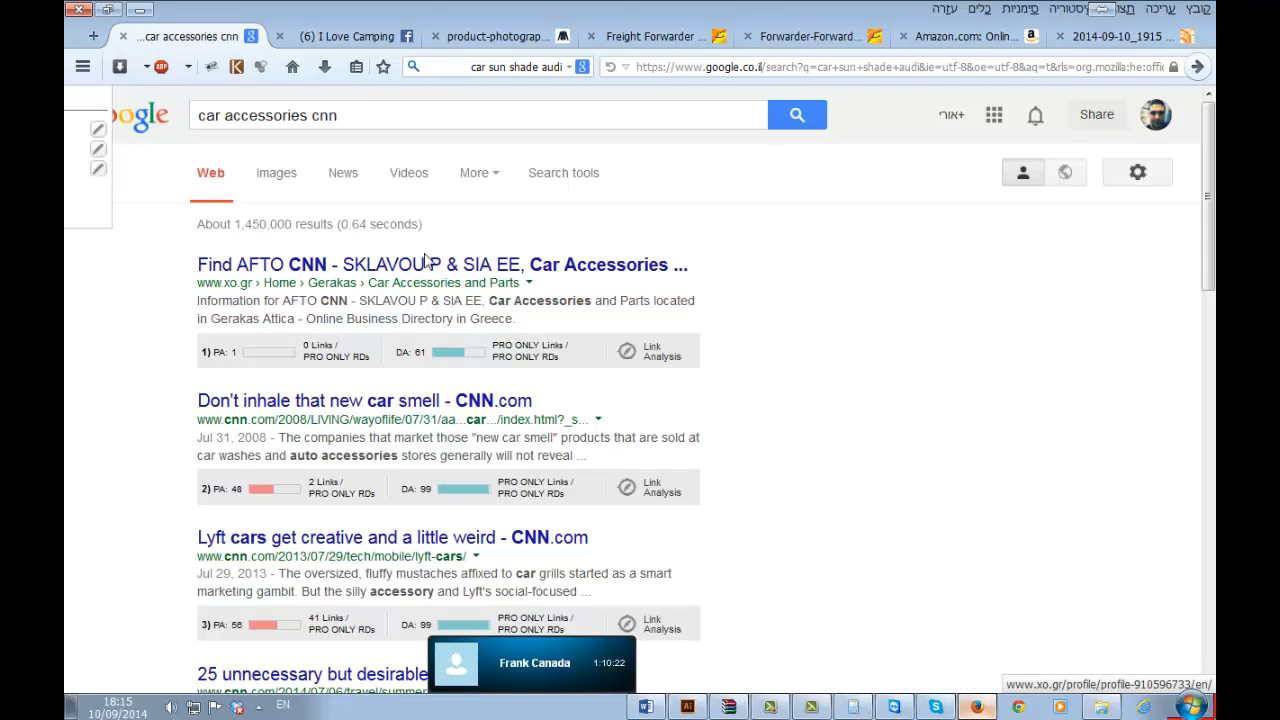 קובץ עריכה תצו יסטוריה סימניות כלים עזרה
...car accessories cnn
(6) I Love Camping
product-photograp...
Freight Forwarder ...
Forwarder-Forward...
Amazon.com: Onlin...
2014-09-10_1915 ...
car sun shade audi
https://www.google.co.il/search?q=car+sun+shade+audi&ie=utf-8&oe=utf-8&aq=t&rls=org.mozilla:he:offic
ogle
car accessories cnn
+אורי
Share
Web Images News Videos More Search tools
About 1,450,000 results (0.64 seconds)
Find AFTO CNN - SKLAVOU P & SIA EE, Car Accessories ...
www.xo.gr › Home › Gerakas › Car Accessories and Parts
Information for AFTO CNN - SKLAVOU P & SIA EE, Car Accessories and Parts located
in Gerakas Attica - Online Business Directory in Greece.
1) PA: 1 0 Links / PRO ONLY RDs DA: 61 PRO ONLY Links / PRO ONLY RDs Link Analysis
Don't inhale that new car smell - CNN.com
www.cnn.com/2008/LIVING/wayoflife/07/31/aa...car.../index.html?_s...
Jul 31, 2008 - The companies that market those "new car smell" products that are sold at
car washes and auto accessories stores generally will not reveal ...
2) PA: 48 2 Links / PRO ONLY RDs DA: 99 PRO ONLY Links / PRO ONLY RDs Link Analysis
Lyft cars get creative and a little weird - CNN.com
www.cnn.com/2013/07/29/tech/mobile/lyft-cars/
Jul 29, 2013 - The oversized, fluffy mustaches affixed to car grills started as a smart
marketing gambit. But the silly accessory and Lyft's social-focused ...
3) PA: 56 41 Links / PRO ONLY RDs DA: 99 PRO ONLY Links / PRO ONLY RDs Link Analysis
Frank Canada 1:10:22
25 unnecessary but desirable
www.cnn.com/2014/07/06/travel/summer
www.xo.gr/profile/profile-910596733/en/
18:15
10/09/2014
EN